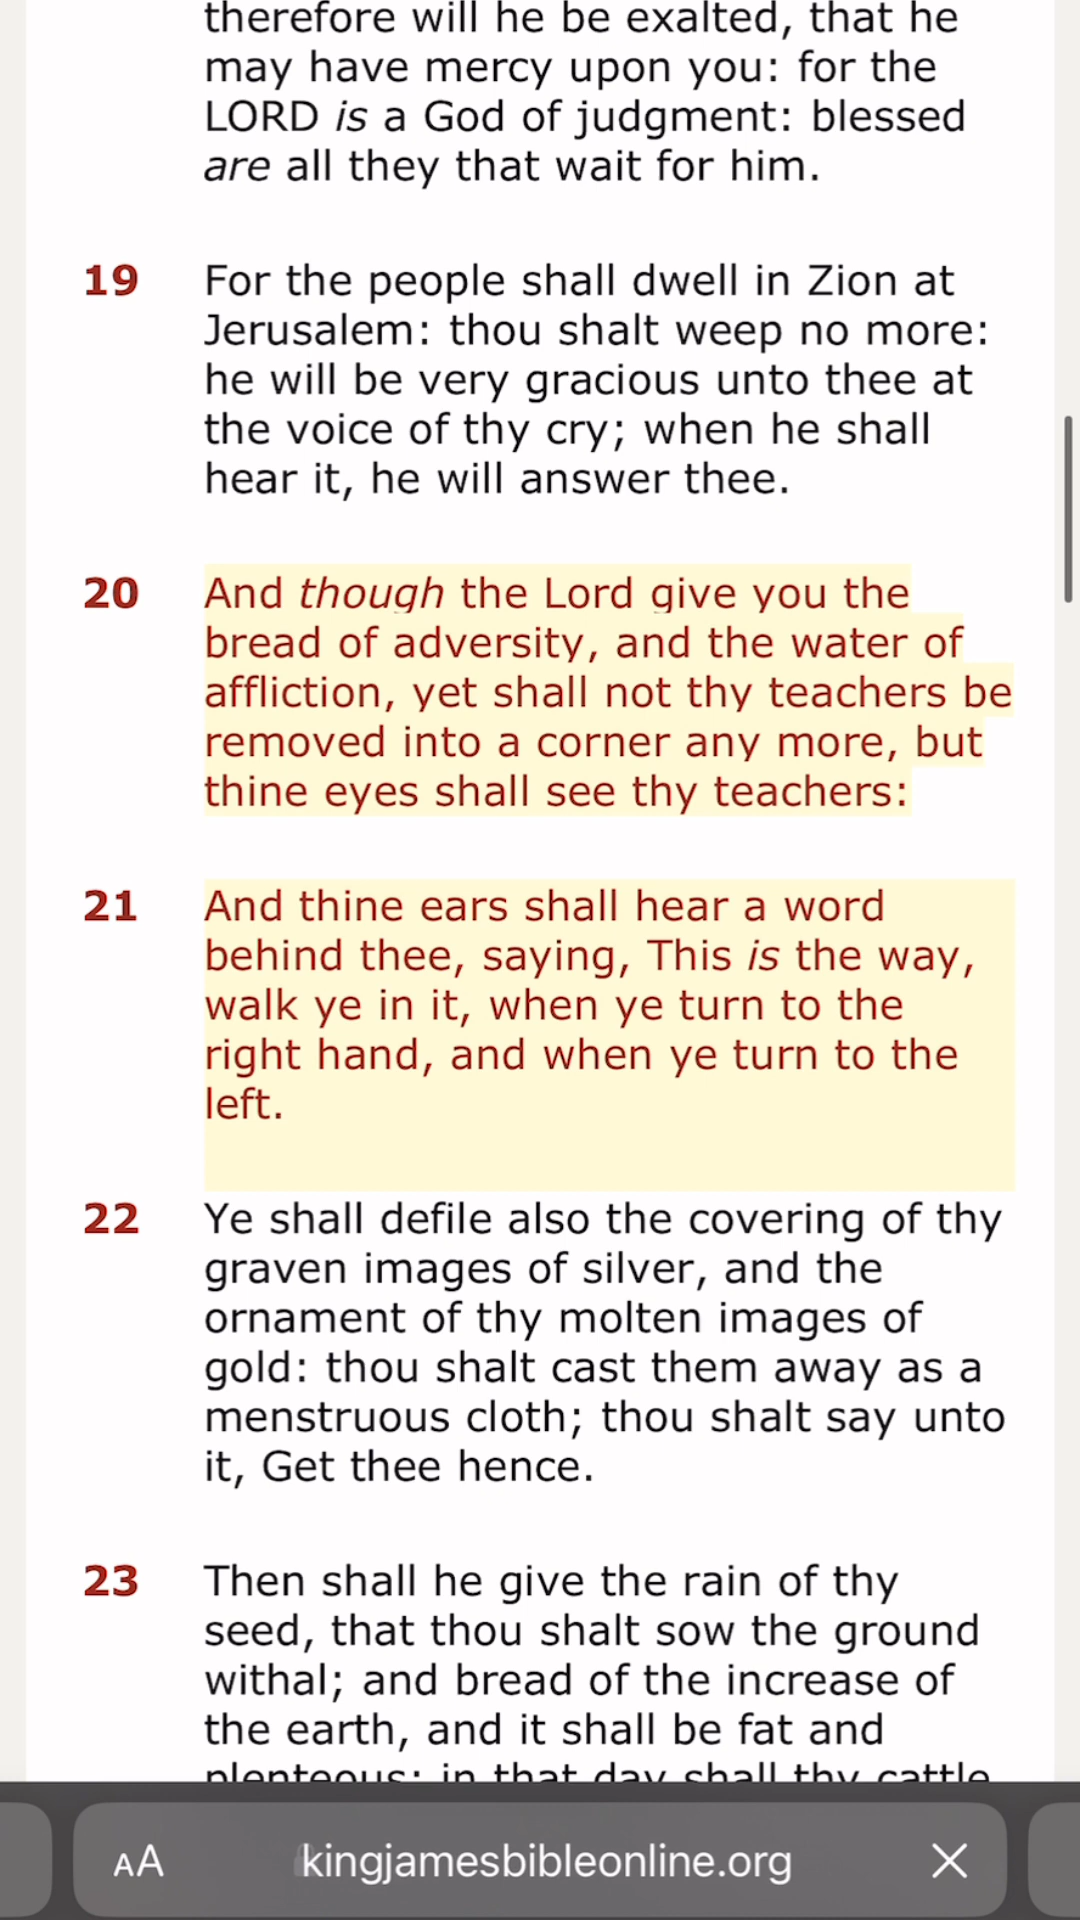 therefore will he be exalted, that he
may have mercy upon you: for the
LORD is a God of judgment: blessed
are all they that wait for him.
19 For the people shall dwell in Zion at
Jerusalem: thou shalt weep no more:
he will be very gracious unto thee at
the voice of thy cry; when he shall
hear it, he will answer thee.
20 And though the Lord give you the
bread of adversity, and the water of
affliction, yet shall not thy teachers be
removed into a corner any more, but
thine eyes shall see thy teachers:
21 And thine ears shall hear a word
behind thee, saying, This is the way,
walk ye in it, when ye turn to the
right hand, and when ye turn to the
left.
22 Ye shall defile also the covering of thy
graven images of silver, and the
ornament of thy molten images of
gold: thou shalt cast them away as a
menstruous cloth; thou shalt say unto
it, Get thee hence.
23 Then shall he give the rain of thy
seed, that thou shalt sow the ground
withal; and bread of the increase of
the earth, and it shall be fat and
plenteous: in that day shall thy cattle
AA kingjamesbibleonline.org